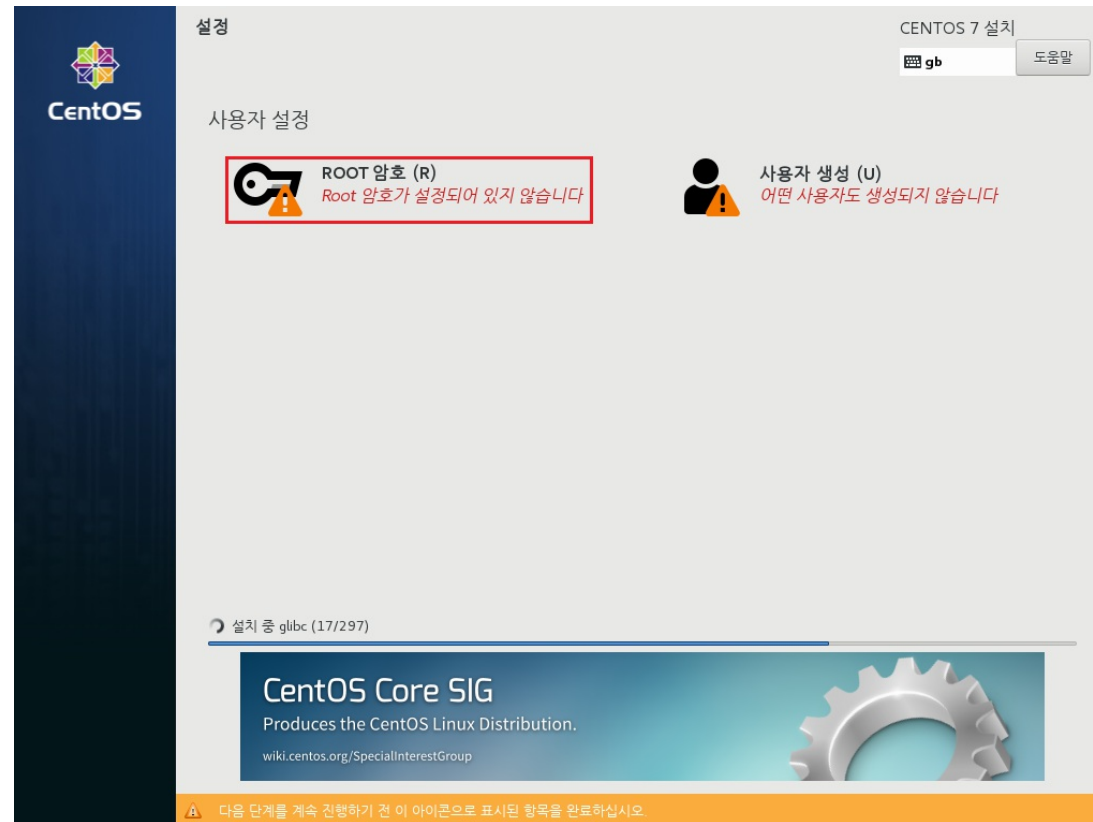 설정
CENTOS 7 설치
gb
도움말
CentOS
사용자 설정
ROOT 암호 (R)
Root 암호가 설정되어 있지 않습니다
사용자 생성 (U)
어떤 사용자도 생성되지 않습니다
설치 중 glibc (17/297)
CentOS Core SIG
Produces the CentOS Linux Distribution.
wiki.centos.org/SpecialInterestGroup
다음 단계를 계속 진행하기 전 이 아이콘으로 표시된 항목을 완료하십시오.